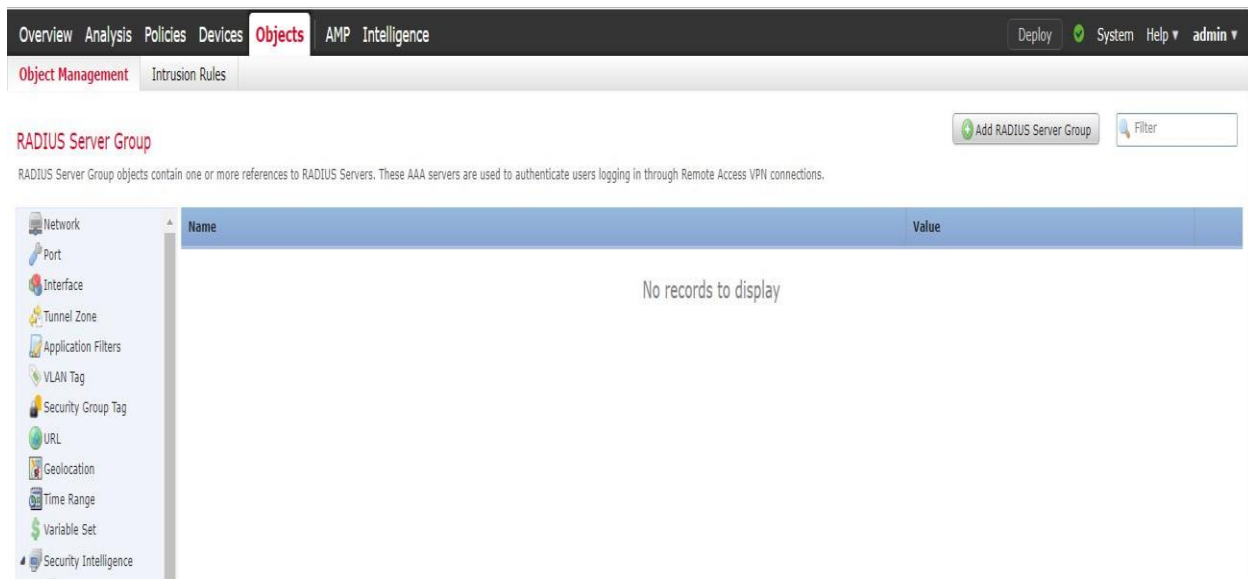 Overview Analysis Policies Devices Objects AMP Intelligence Deploy System Help admin
Object Management Intrusion Rules
RADIUS Server Group
Add RADIUS Server Group
Filter
RADIUS Server Group objects contain one or more references to RADIUS Servers. These AAA servers are used to authenticate users logging in through Remote Access VPN connections.
Network
Port
Interface
Tunnel Zone
Application Filters
VLAN Tag
Security Group Tag
URL
Geolocation
Time Range
Variable Set
Security Intelligence
Name Value
No records to display